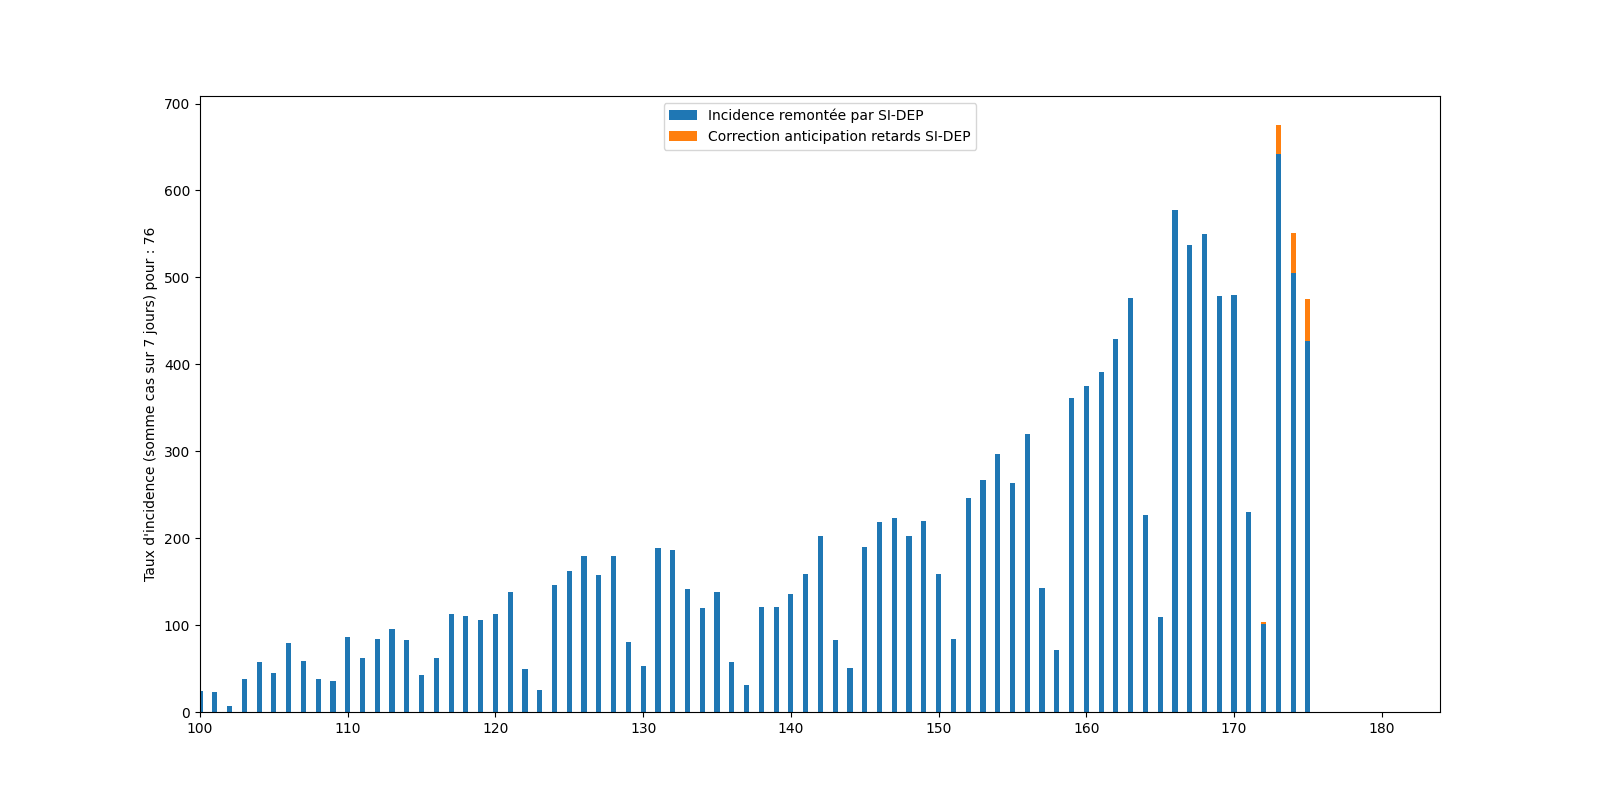 Incidence remontée par SI-DEP
Correction anticipation retards SI-DEP
Taux d'incidence (somme cas sur 7 jours) pour : 76
700
600
500
400
300
200
100
0
100 110 120 130 140 150 160 170 180